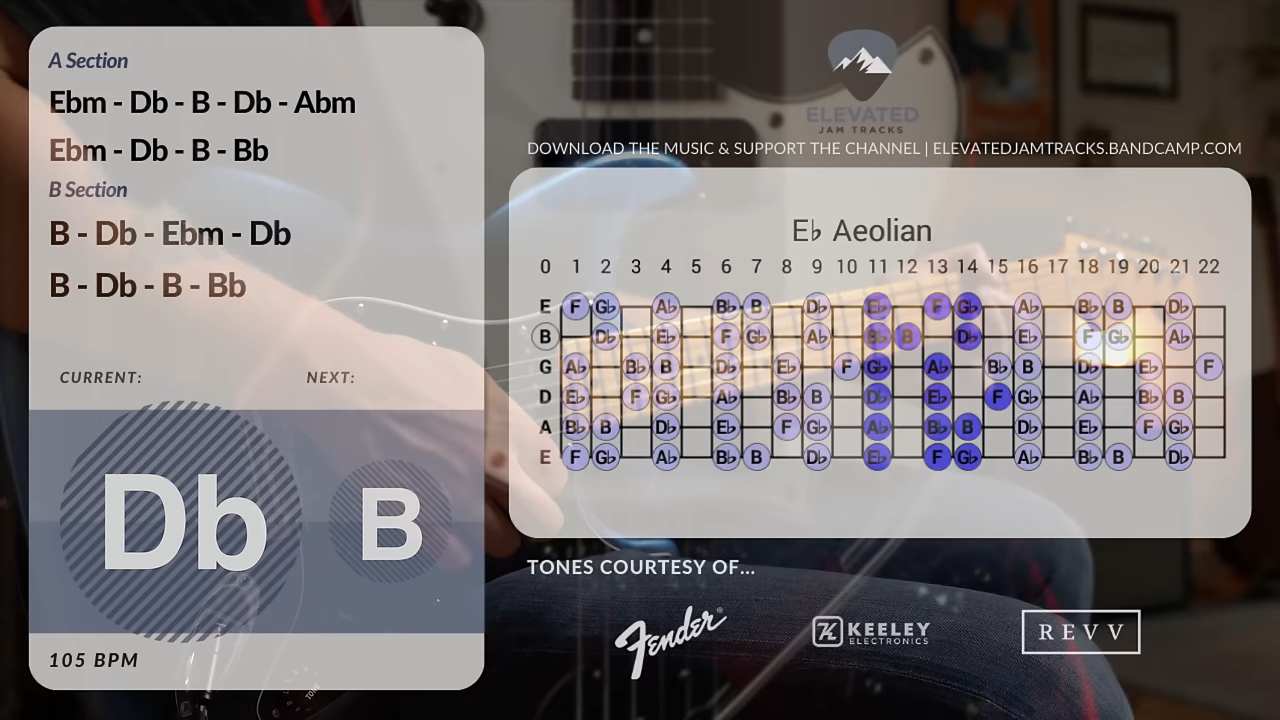 A Section
Ebm - Db - B - Db - Abm
Ebm - Db - B - Bb
B Section
B - Db - Ebm - Db
B - Db - B - Bb
CURRENT: NEXT:
Db B
105 BPM
ELEVATED
JAM TRACKS
DOWNLOAD THE MUSIC & SUPPORT THE CHANNEL | ELEVATEDJAMTRACKS.BANDCAMP.COM
E♭ Aeolian
0 1 2 3 4 5 6 7 8 9 10 11 12 13 14 15 16 17 18 19 20 21 22
E F G♭ A♭ B♭ B D♭ E♭ F G♭ A♭ B♭ B D♭
B D♭ E♭ F G♭ A♭ B♭ B D♭ E♭ F G♭ A♭
G A♭ B♭ B D♭ E♭ F G♭ A♭ B♭ B D♭ E♭ F
D E♭ F G♭ A♭ B♭ B D♭ E♭ F G♭ A♭ B♭ B
A B♭ B D♭ E♭ F G♭ A♭ B♭ B D♭ E♭ F G♭
E F G♭ A♭ B♭ B D♭ E♭ F G♭ A♭ B♭ B D♭
TONES COURTESY OF...
Fender®
KEELEY
ELECTRONICS
REVV
TONE